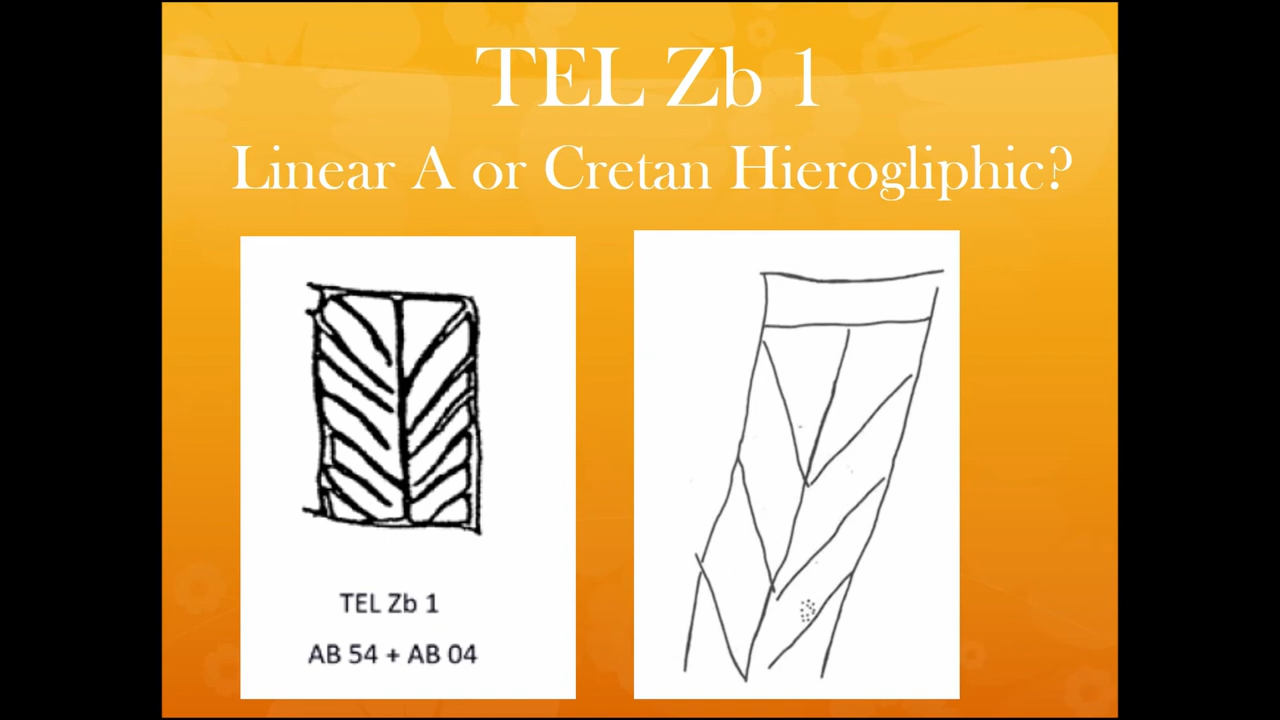 TEL Zb 1
Linear A or Cretan Hierogliphic?
TEL Zb 1
AB 54 + AB 04